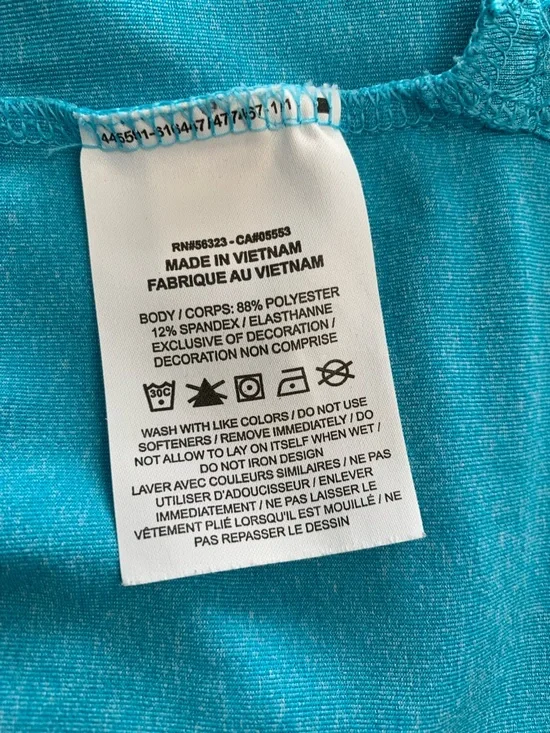 RN#56323 - CA#05553
MADE IN VIETNAM
FABRIQUE AU VIETNAM
BODY / CORPS: 88% POLYESTER
12% SPANDEX / ELASTHANNE
EXCLUSIVE OF DECORATION /
DECORATION NON COMPRISE
30C
WASH WITH LIKE COLORS / DO NOT USE
SOFTENERS / REMOVE IMMEDIATELY / DO
NOT ALLOW TO LAY ON ITSELF WHEN WET /
DO NOT IRON DESIGN
LAVER AVEC COULEURS SIMILAIRES / NE PAS
UTILISER D'ADOUCISSEUR / ENLEVER
IMMEDIATEMENT / NE PAS LAISSER LE
VÊTEMENT PLIÉ LORSQU'IL EST MOUILLÉ / NE
PAS REPASSER LE DESSIN